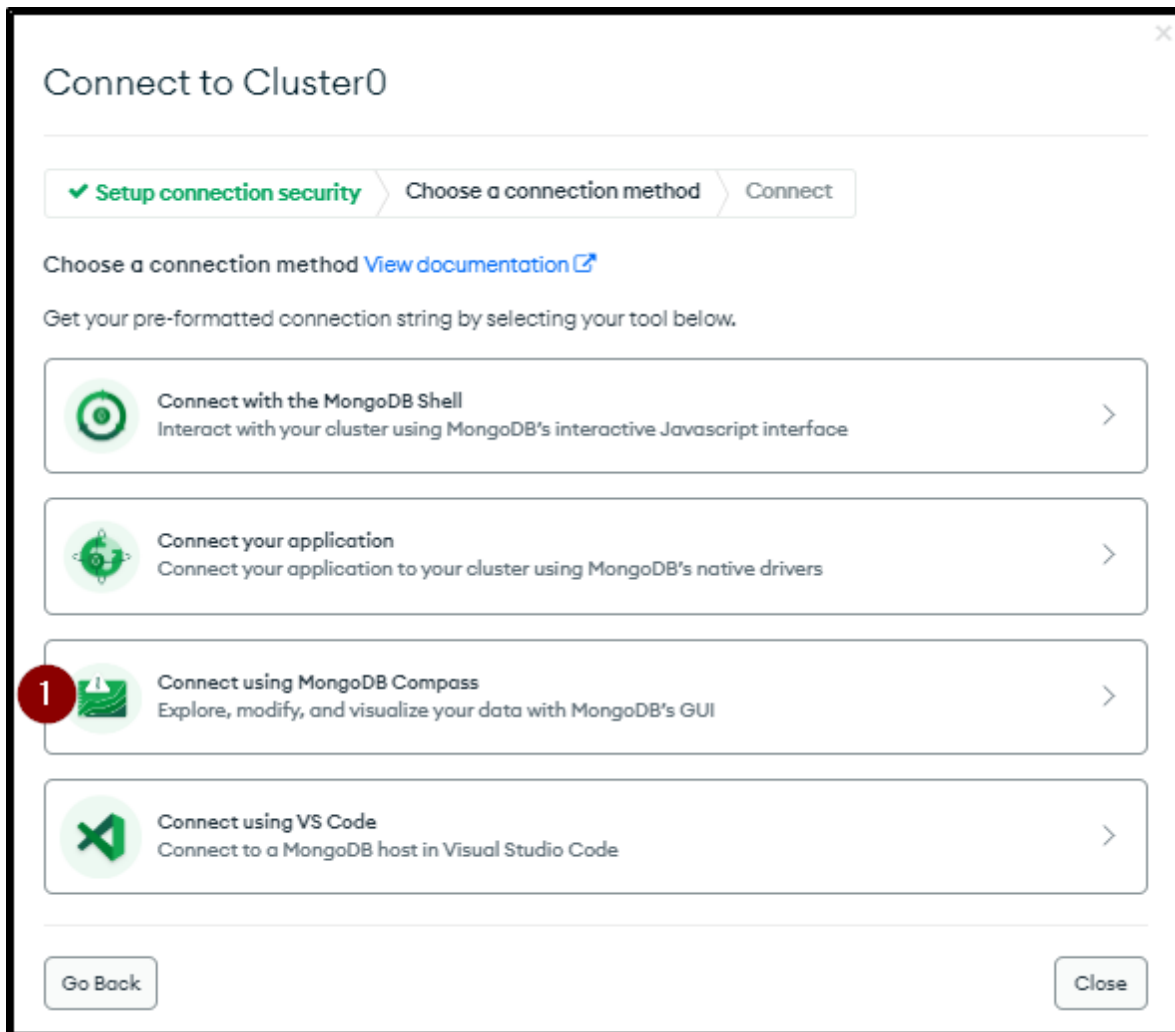 Connect to Cluster0
Setup connection security
Choose a connection method
Connect
Choose a connection method View documentation
Get your pre-formatted connection string by selecting your tool below.
Connect with the MongoDB Shell
Interact with your cluster using MongoDB's interactive Javascript interface
Connect your application
Connect your application to your cluster using MongoDB's native drivers
1
Connect using MongoDB Compass
Explore, modify, and visualize your data with MongoDB's GUI
Connect using VS Code
Connect to a MongoDB host in Visual Studio Code
Go Back
Close